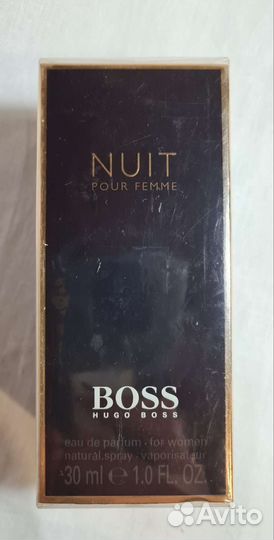 NUIT
POUR FEMME
BOSS
HUGO BOSS
eau de parfum · for women
natural.spray · vaporisateur
30 ml ℮ 1.0 FL. OZ.
Avito